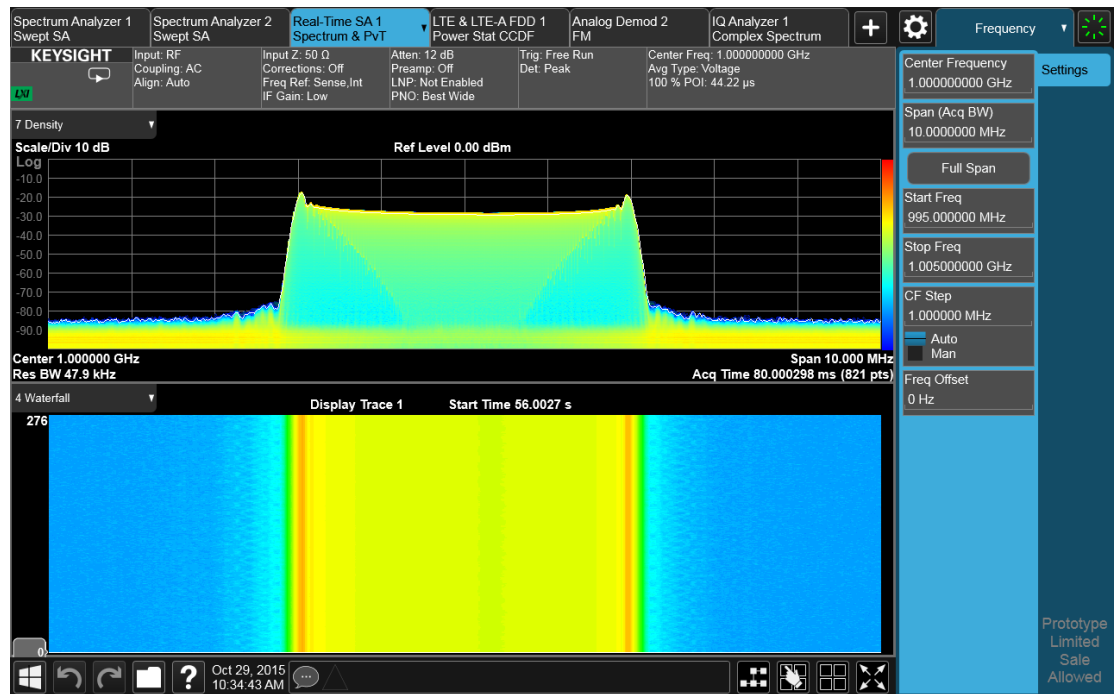 Spectrum Analyzer 1
Swept SA
Spectrum Analyzer 2
Swept SA
Real-Time SA 1
Spectrum & PvT
LTE & LTE-A FDD 1
Power Stat CCDF
Analog Demod 2
FM
IQ Analyzer 1
Complex Spectrum
Frequency
KEYSIGHT
LXI
Input: RF
Coupling: AC
Align: Auto
Input Z: 50 Ω
Corrections: Off
Freq Ref: Sense,Int
IF Gain: Low
Atten: 12 dB
Preamp: Off
LNP: Not Enabled
PNO: Best Wide
Trig: Free Run
Det: Peak
Center Freq: 1.000000000 GHz
Avg Type: Voltage
100 % POI: 44.22 µs
7 Density
Scale/Div 10 dB
Ref Level 0.00 dBm
Log
-10.0
-20.0
-30.0
-40.0
-50.0
-60.0
-70.0
-80.0
-90.0
Center 1.000000 GHz
Span 10.000 MHz
Res BW 47.9 kHz
Acq Time 80.000298 ms (821 pts)
4 Waterfall
Display Trace 1
Start Time 56.0027 s
276
0
Oct 29, 2015
10:34:43 AM
Center Frequency
1.000000000 GHz
Span (Acq BW)
10.0000000 MHz
Full Span
Start Freq
995.000000 MHz
Stop Freq
1.005000000 GHz
CF Step
1.000000 MHz
Auto
Man
Freq Offset
0 Hz
Settings
Prototype
Limited
Sale
Allowed